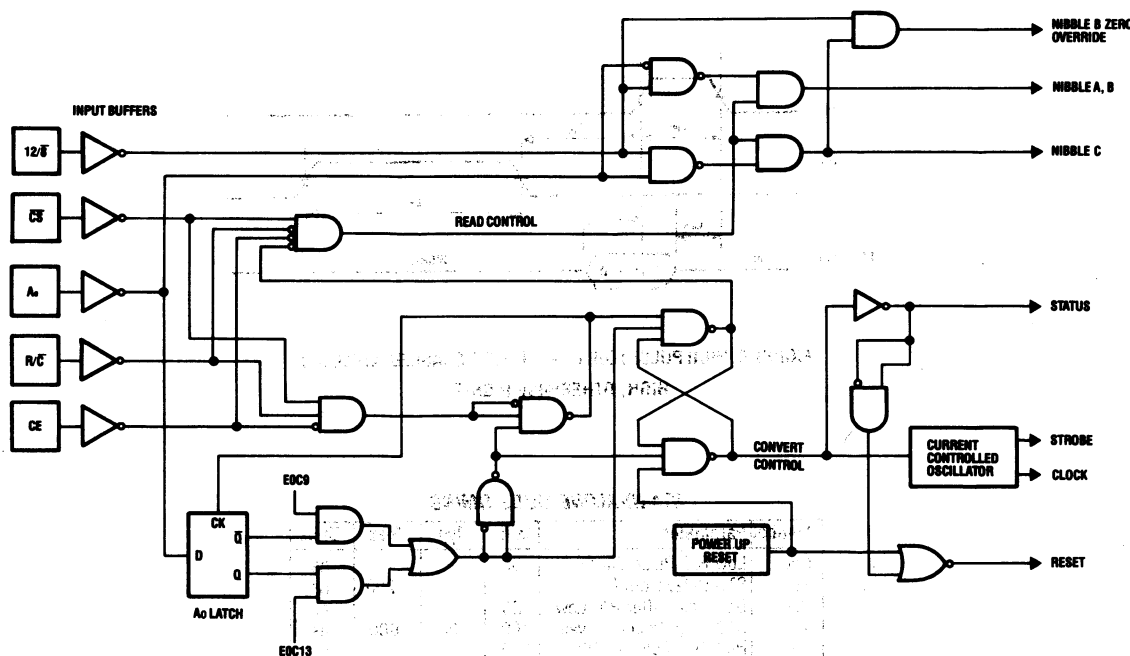 NIBBLE B ZERO
OVERRIDE
NIBBLE A, B
INPUT BUFFERS
12/8̅
NIBBLE C
C̅S̅
READ CONTROL
A₀
STATUS
R/C̅
CE
CONVERT
CONTROL
CURRENT
CONTROLLED
OSCILLATOR
STROBE
CLOCK
EOC9
CK
D
Q̅
Q
POWER UP
RESET
RESET
A₀ LATCH
EOC13